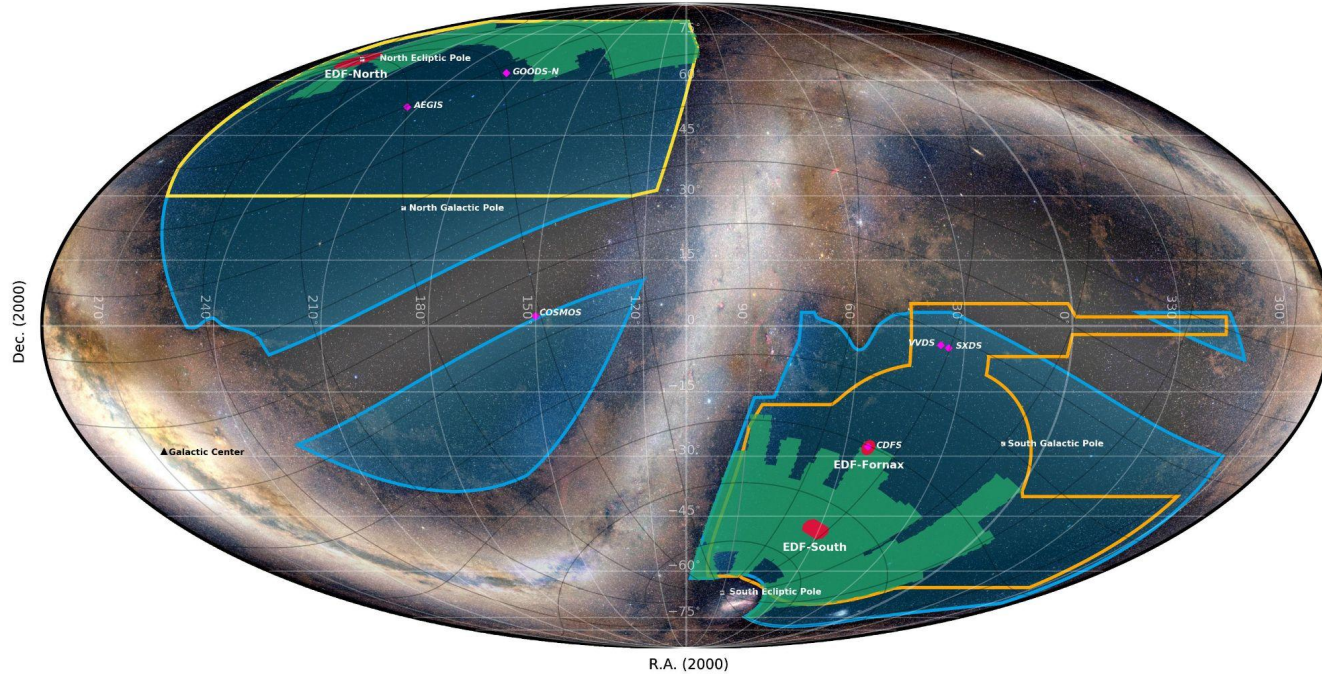 75°
North Ecliptic Pole
EDF-North
60°
GOODS-N
AEGIS
45°
30°
North Galactic Pole
15°
270°
240°
210°
180°
150°
120°
90°
60°
30°
0°
330°
300°
0°
COSMOS
VVDS
SXDS
Dec. (2000)
−15°
Galactic Center
−30°
CDFS
South Galactic Pole
EDF-Fornax
−45°
EDF-South
−60°
South Ecliptic Pole
−75°
R.A. (2000)